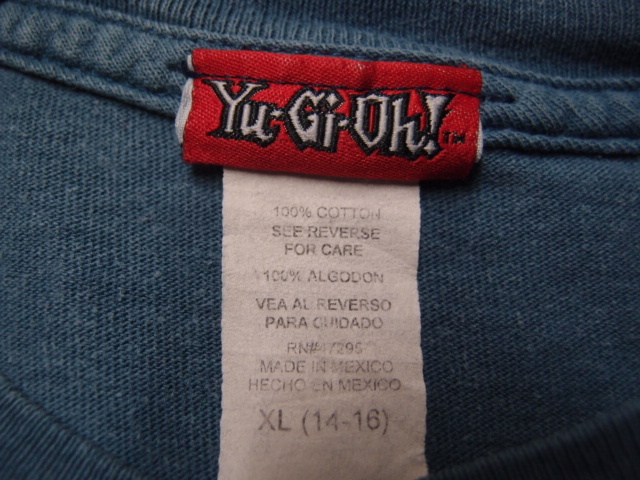 Yu-Gi-Oh!™
100% COTTON
SEE REVERSE
FOR CARE
100% ALGODON
VEA AL REVERSO
PARA CUIDADO
MADE IN MEXICO
HECHO EN MEXICO
XL (14-16)